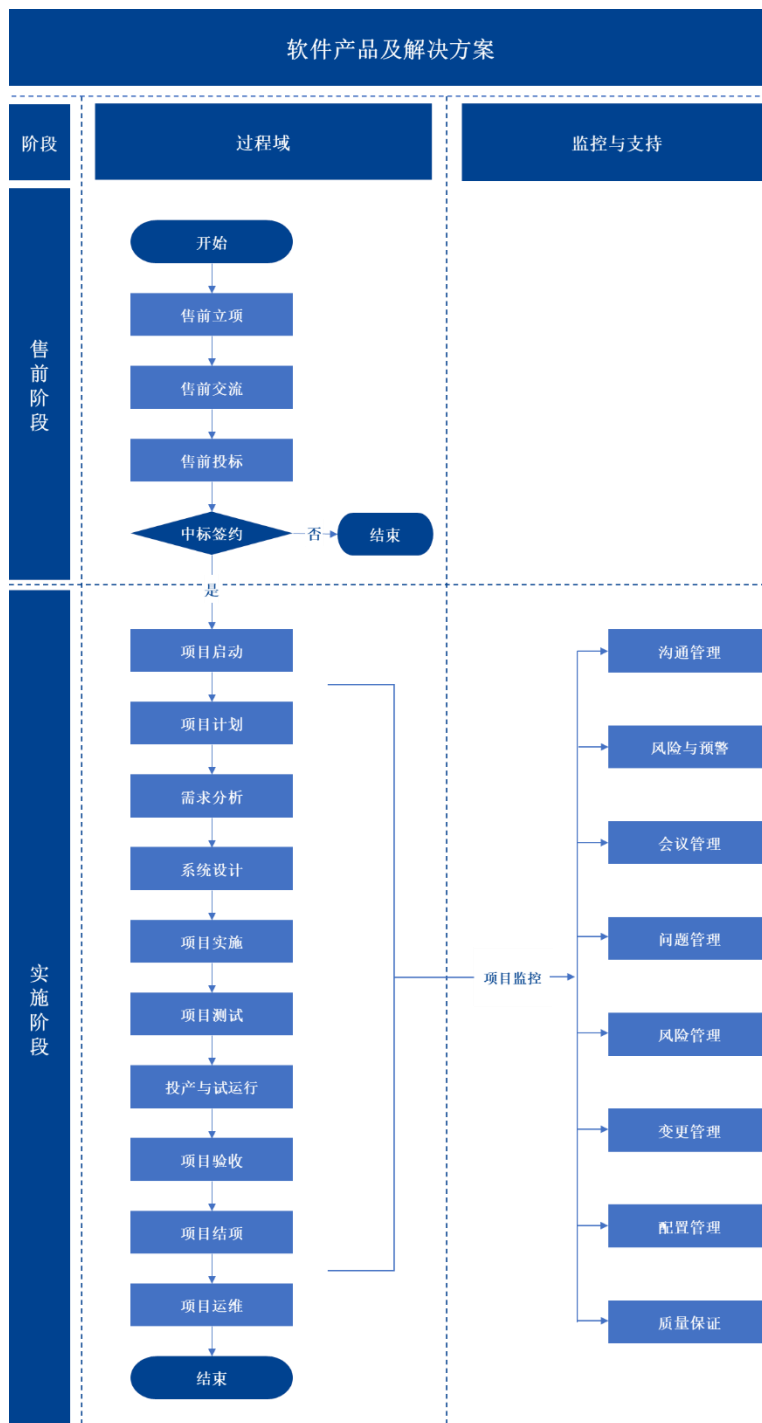 软件产品及解决方案
阶段
过程域
监控与支持
售前阶段
开始
售前立项
售前交流
售前投标
中标签约
否
结束
是
实施阶段
项目启动
项目计划
需求分析
系统设计
项目实施
项目测试
投产与试运行
项目验收
项目结项
项目运维
结束
项目监控
沟通管理
风险与预警
会议管理
问题管理
风险管理
变更管理
配置管理
质量保证